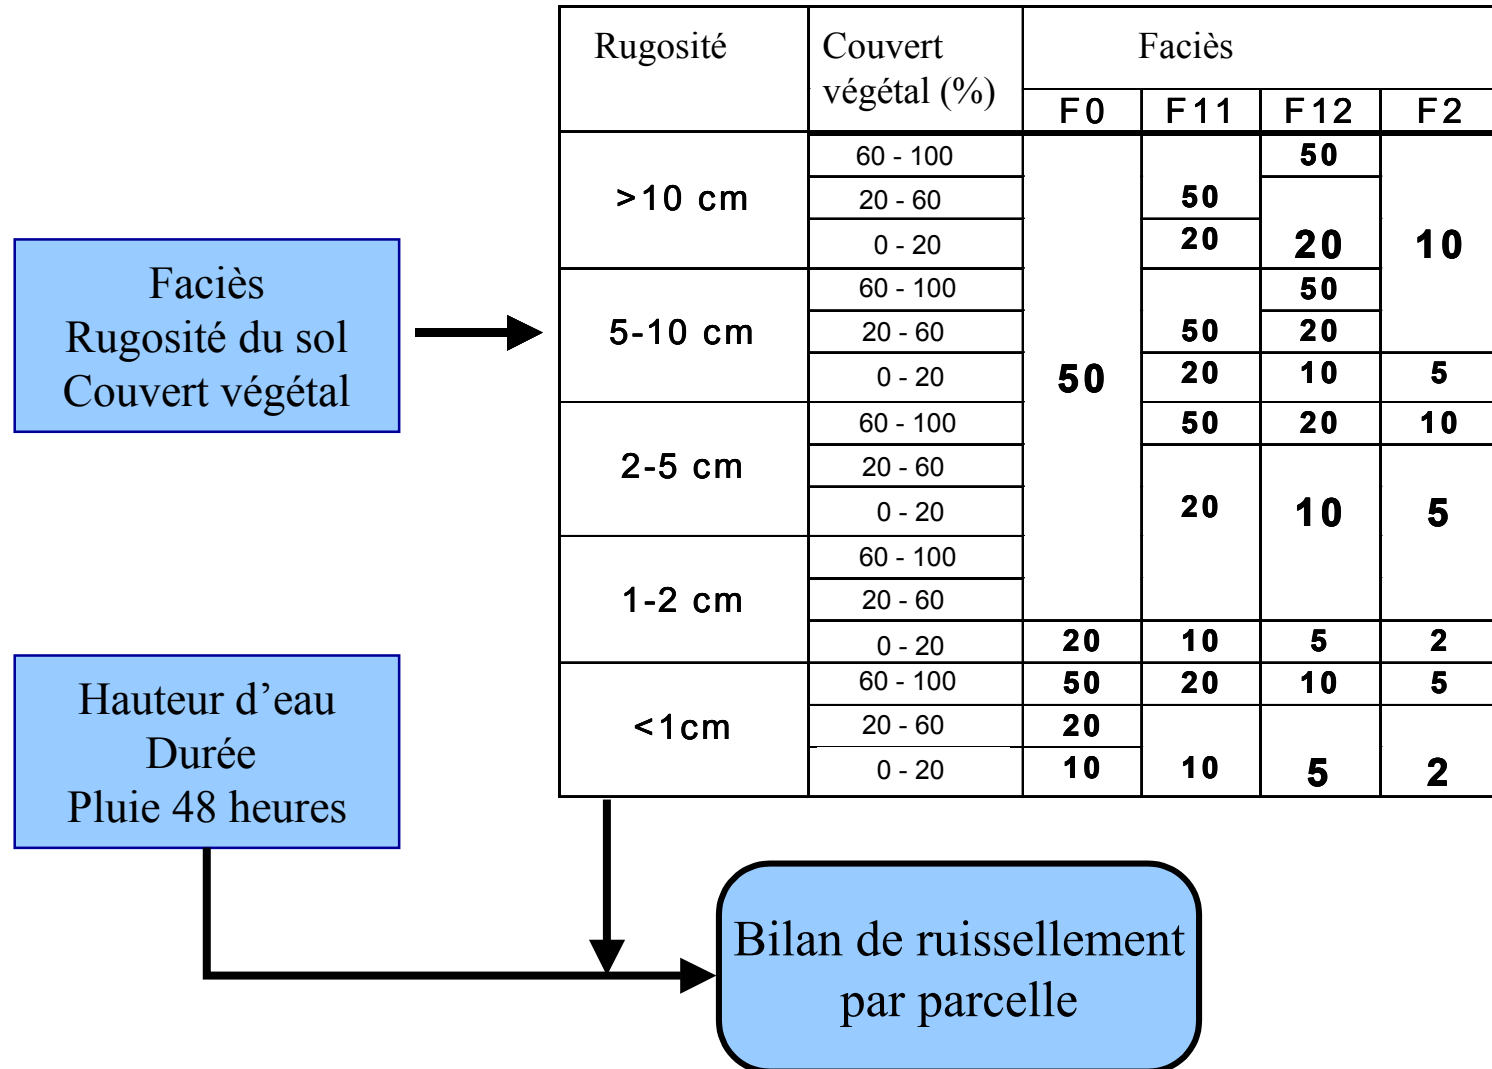 Rugosité Couvert végétal (%) Faciès
F0 F11 F12 F2
>10 cm 60 - 100 50
20 - 60 50
0 - 20 20 20 10
5-10 cm 60 - 100 50
20 - 60 50 20
0 - 20 50 20 10 5
2-5 cm 60 - 100 50 20 10
20 - 60
0 - 20 20 10 5
1-2 cm 60 - 100
20 - 60
0 - 20 20 10 5 2
<1cm 60 - 100 50 20 10 5
20 - 60 20
0 - 20 10 10 5 2
Faciès
Rugosité du sol
Couvert végétal
Hauteur d’eau
Durée
Pluie 48 heures
Bilan de ruissellement
par parcelle